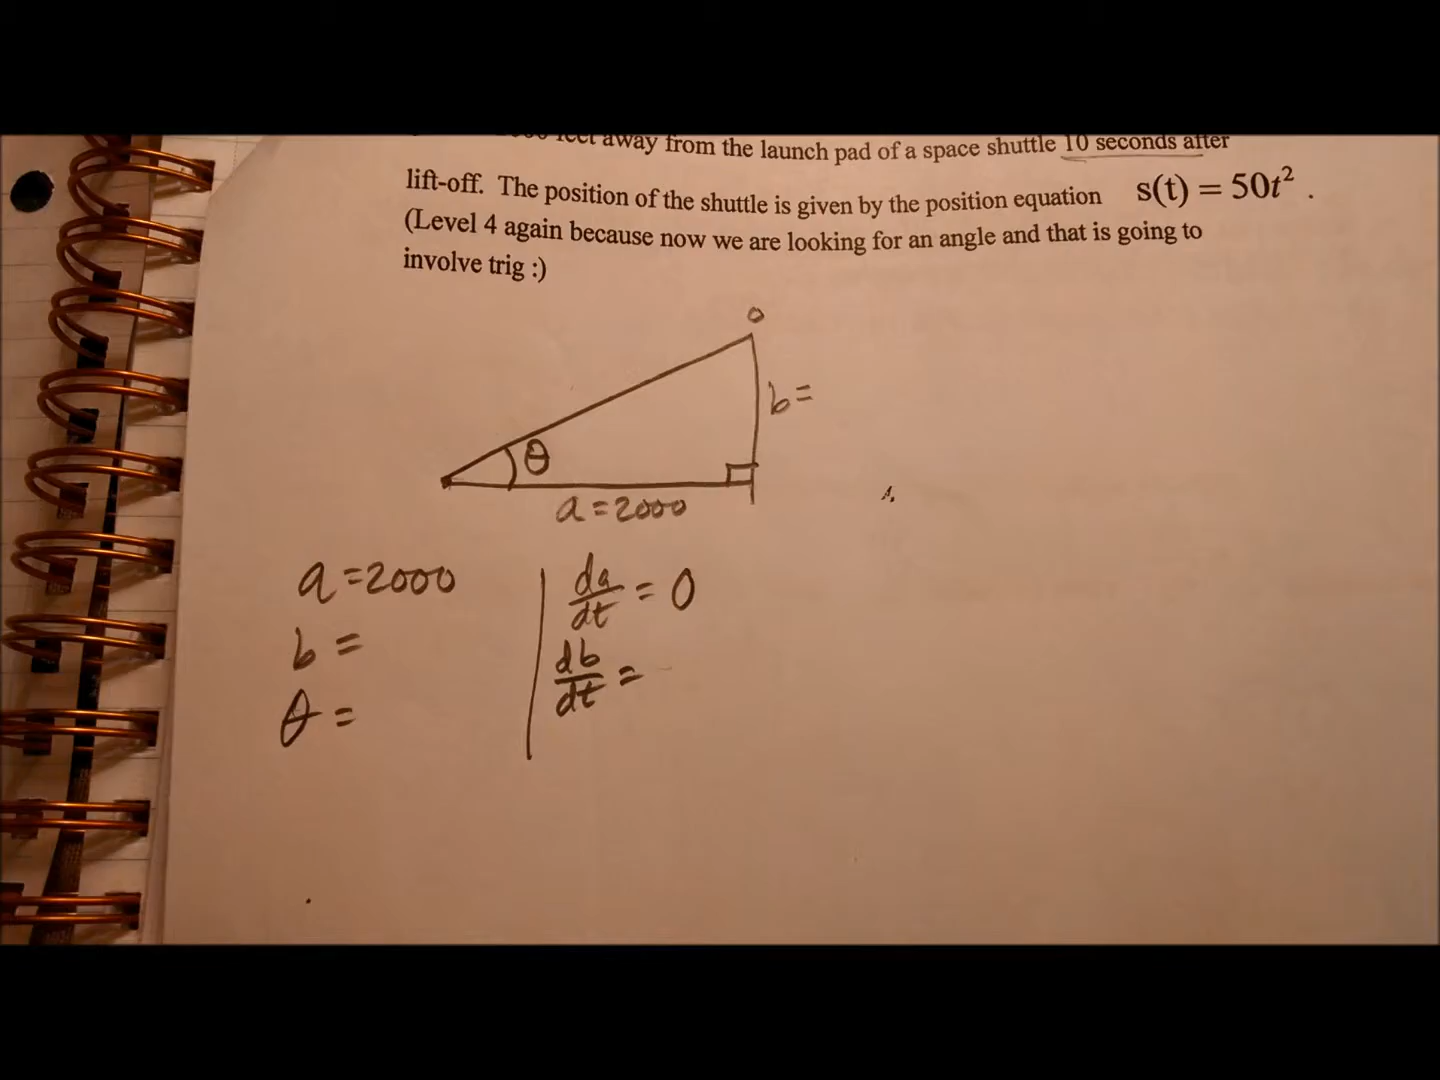 feet away from the launch pad of a space shuttle 10 seconds after
lift-off. The position of the shuttle is given by the position equation s(t) = 50t² .
(Level 4 again because now we are looking for an angle and that is going to
involve trig :)
b=
θ
a=2000
a=2000
b =
θ =
da/dt = 0
db/dt =